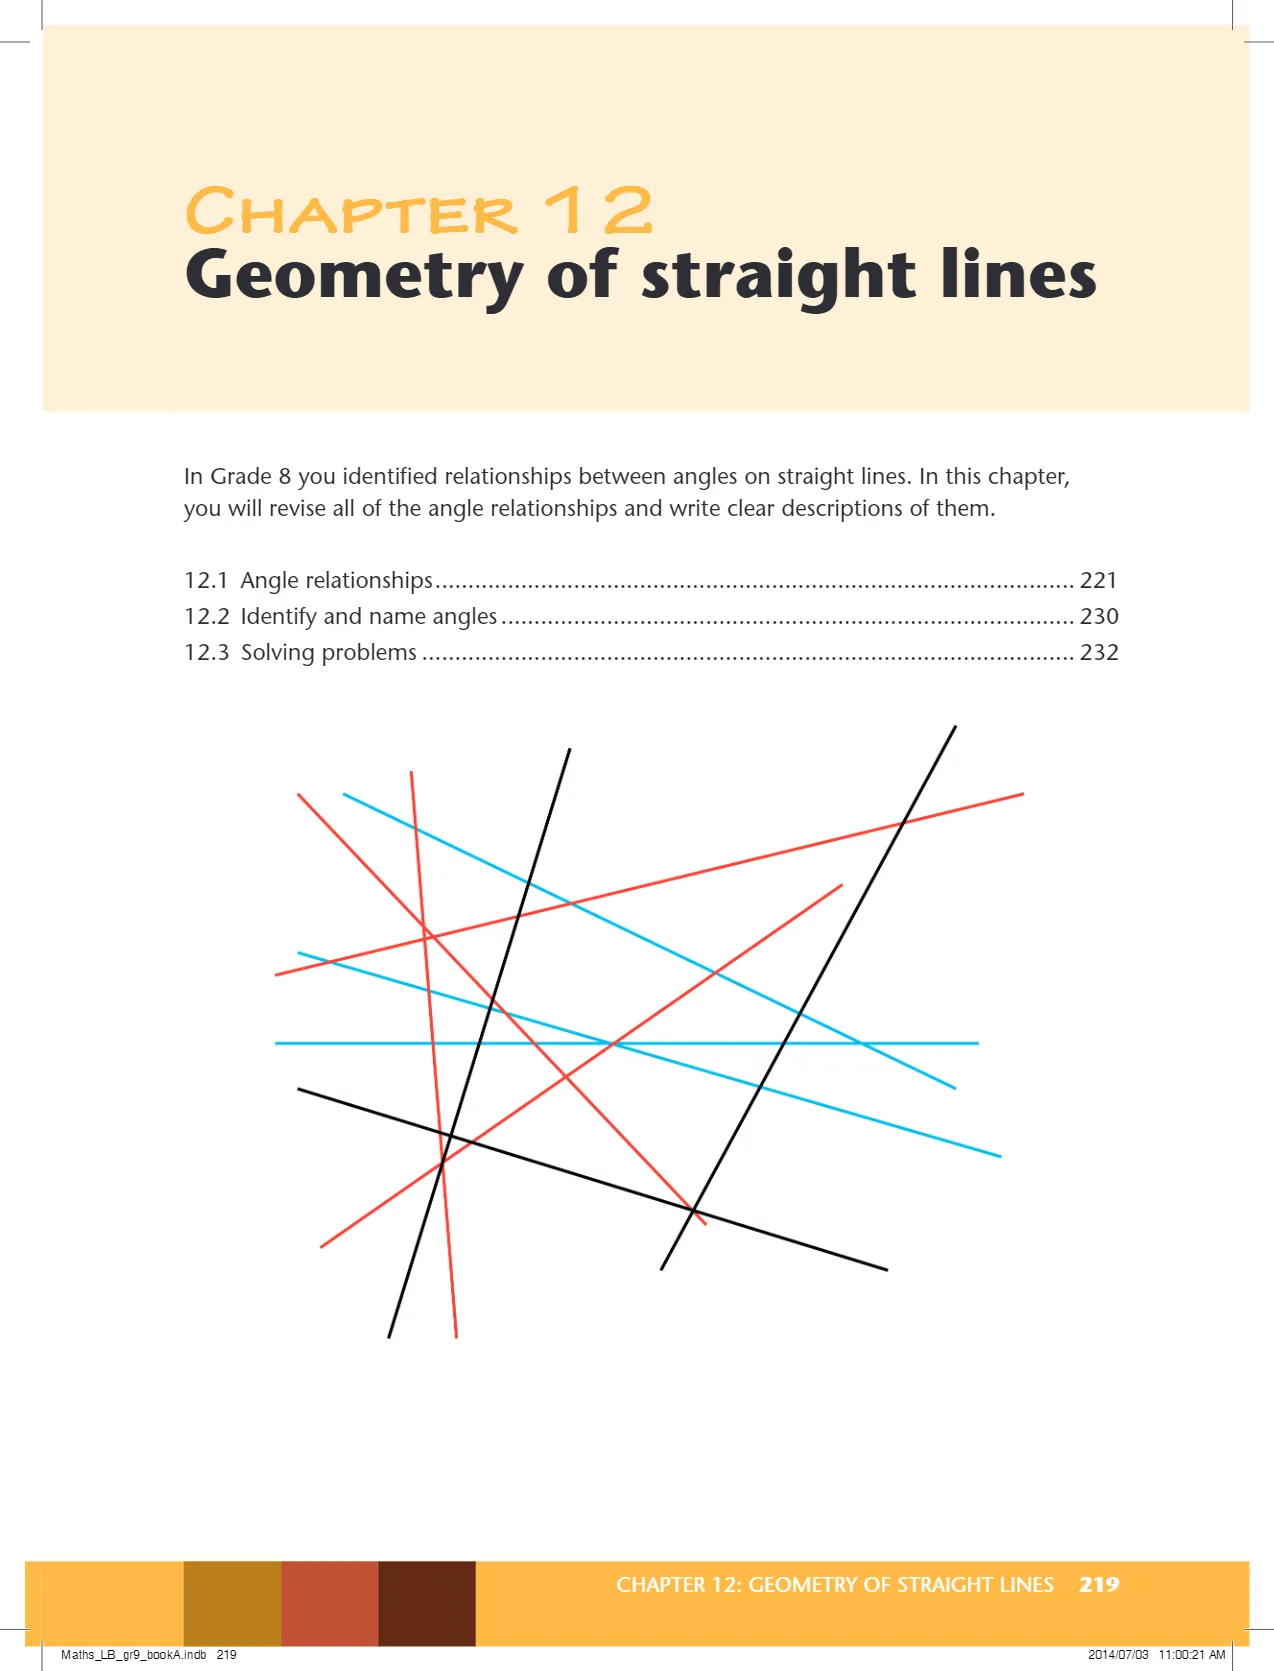 CHAPTER 12
Geometry of straight lines
In Grade 8 you identified relationships between angles on straight lines. In this chapter,
you will revise all of the angle relationships and write clear descriptions of them.
12.1 Angle relationships................................................................................................. 221
12.2 Identify and name angles....................................................................................... 230
12.3 Solving problems................................................................................................... 232
CHAPTER 12: GEOMETRY OF STRAIGHT LINES 219
Maths_LB_gr9_bookA.indb 219 2014/07/03 11:00:21 AM